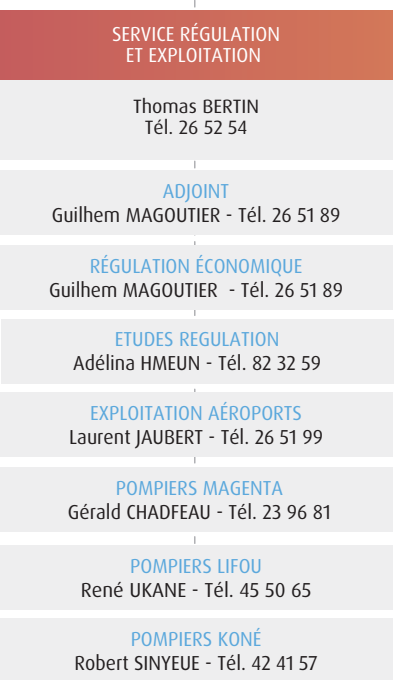 SERVICE RÉGULATION
ET EXPLOITATION
Thomas BERTIN
Tél. 26 52 54
ADJOINT
Guilhem MAGOUTIER - Tél. 26 51 89
RÉGULATION ÉCONOMIQUE
Guilhem MAGOUTIER - Tél. 26 51 89
ETUDES REGULATION
Adélina HMEUN - Tél. 82 32 59
EXPLOITATION AÉROPORTS
Laurent JAUBERT - Tél. 26 51 99
POMPIERS MAGENTA
Gérald CHADFEAU - Tél. 23 96 81
POMPIERS LIFOU
René UKANE - Tél. 45 50 65
POMPIERS KONÉ
Robert SINYEUE - Tél. 42 41 57